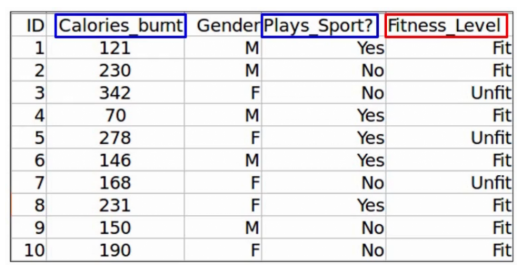 ID Calories_burnt Gender Plays_Sport? Fitness_Level
1 121 M Yes Fit
2 230 M No Fit
3 342 F No Unfit
4 70 M Yes Fit
5 278 F Yes Unfit
6 146 M Yes Fit
7 168 F No Unfit
8 231 F Yes Fit
9 150 M No Fit
10 190 F No Fit